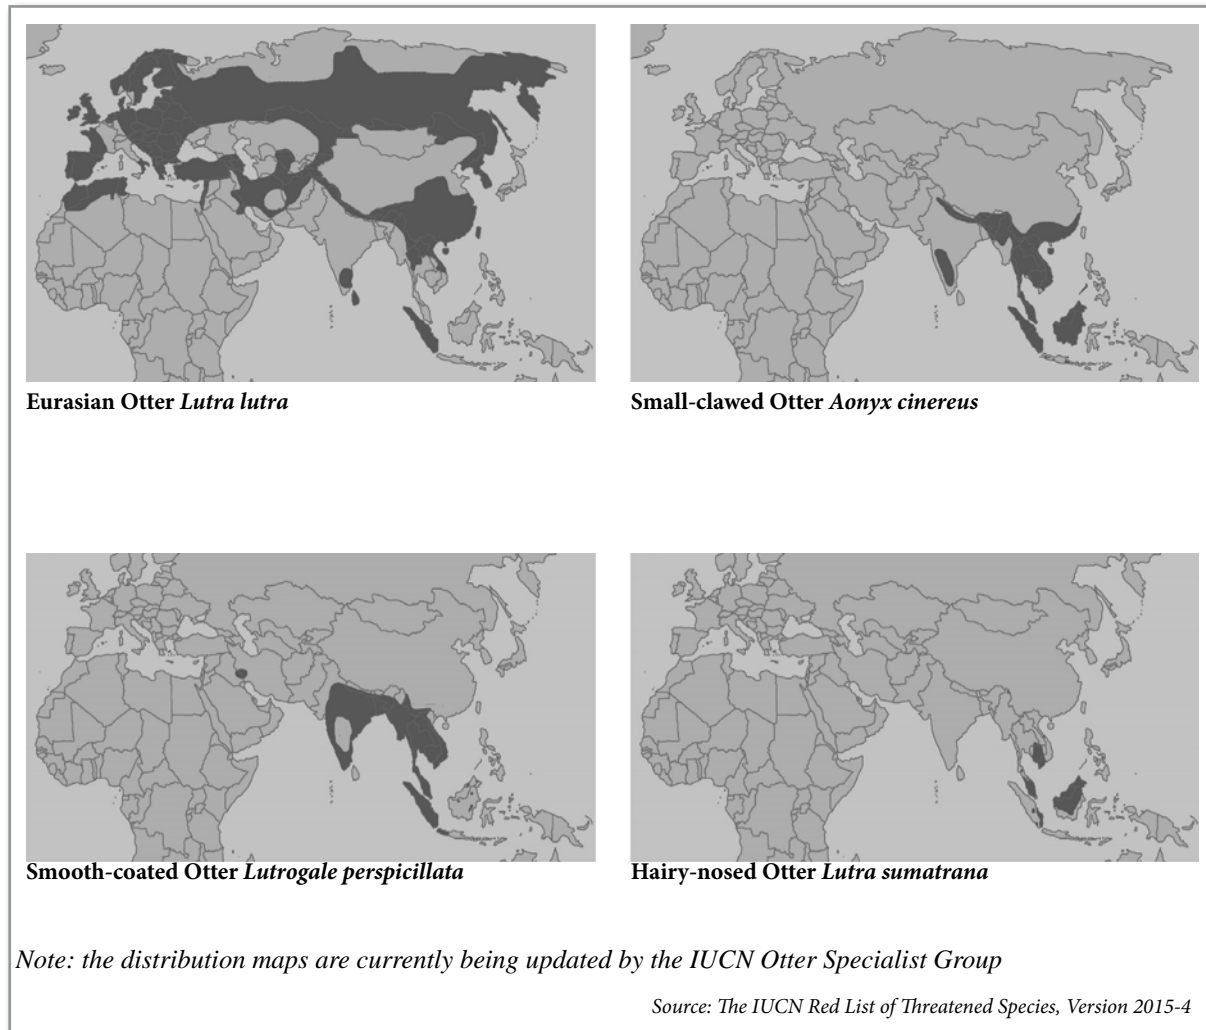 Eurasian Otter Lutra lutra
Small-clawed Otter Aonyx cinereus
Smooth-coated Otter Lutrogale perspicillata
Hairy-nosed Otter Lutra sumatrana
Note: the distribution maps are currently being updated by the IUCN Otter Specialist Group
Source: The IUCN Red List of Threatened Species, Version 2015-4